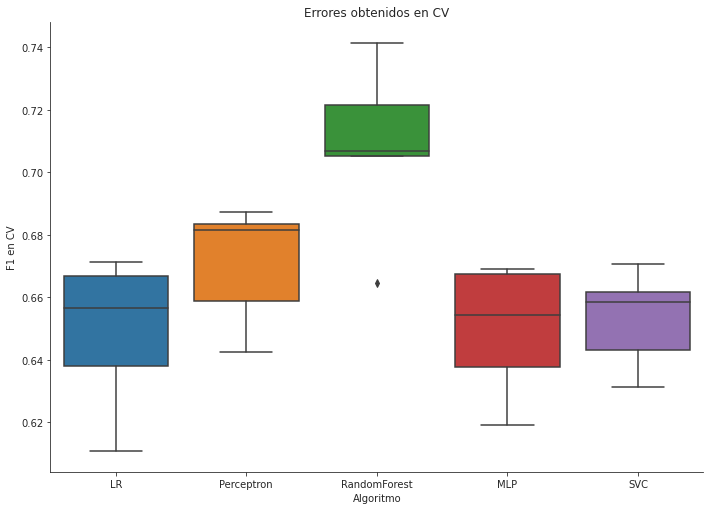 Errores obtenidos en CV
F1 en CV
0.74
0.72
0.70
0.68
0.66
0.64
0.62
LR Perceptron RandomForest MLP SVC
Algoritmo